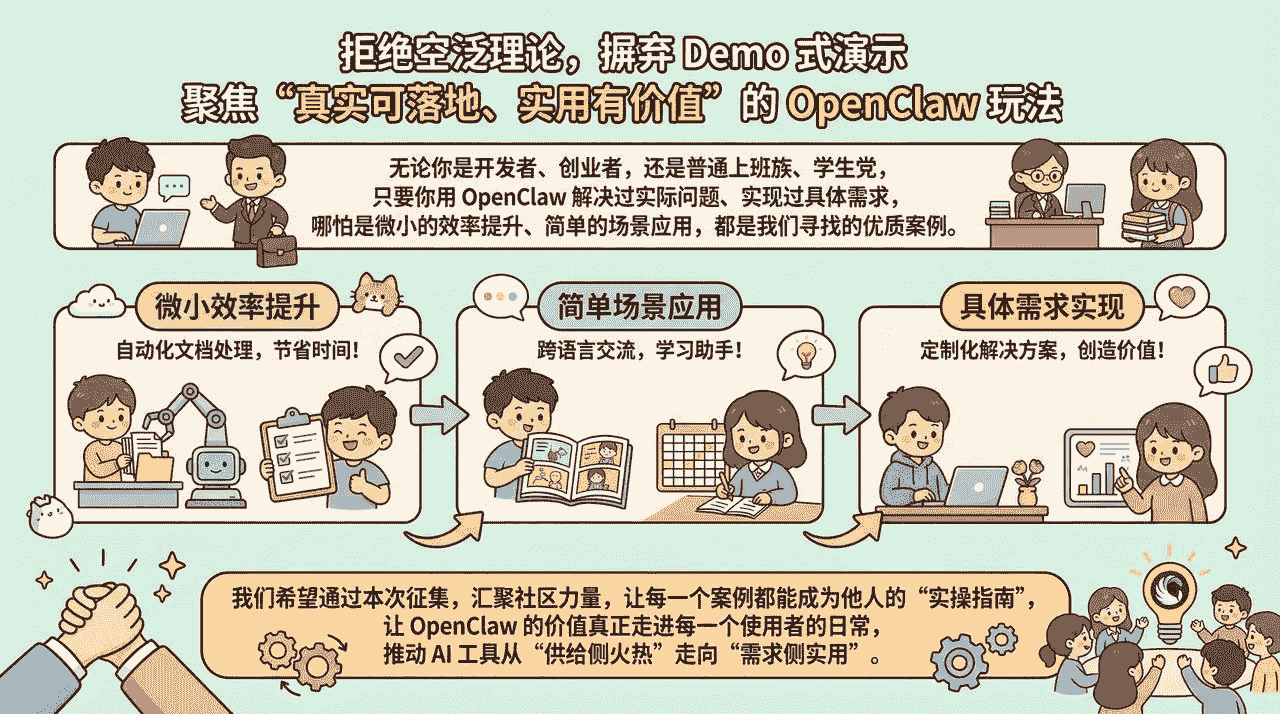 拒绝空泛理论，摒弃 Demo 式演示
聚焦“真实可落地、实用有价值”的 OpenClaw 玩法
无论你是开发者、创业者，还是普通上班族、学生党，
只要你用 OpenClaw 解决过实际问题、实现过具体需求，
哪怕是微小的效率提升、简单的场景应用，都是我们寻找的优质案例。
微小效率提升
自动化文档处理，节省时间！
简单场景应用
跨语言交流，学习助手！
具体需求实现
定制化解决方案，创造价值！
我们希望通过本次征集，汇聚社区力量，让每一个案例都能成为他人的“实操指南”，
让 OpenClaw 的价值真正走进每一个使用者的日常，
推动 AI 工具从“供给侧火热”走向“需求侧实用”。